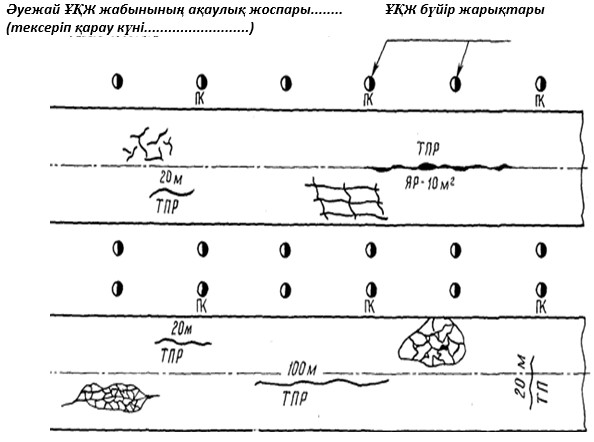 Әуежай ҰҚЖ жабынының ақаулық жоспары........
ҰҚЖ бүйір жарықтары
(тексеріп қарау күні...........................)
ПК ПК ПК
ТПР
20м
ТПР
ЯР-10м²
ПК ПК ПК
20м
ТПР
100м
ТПР
20 м
ТП